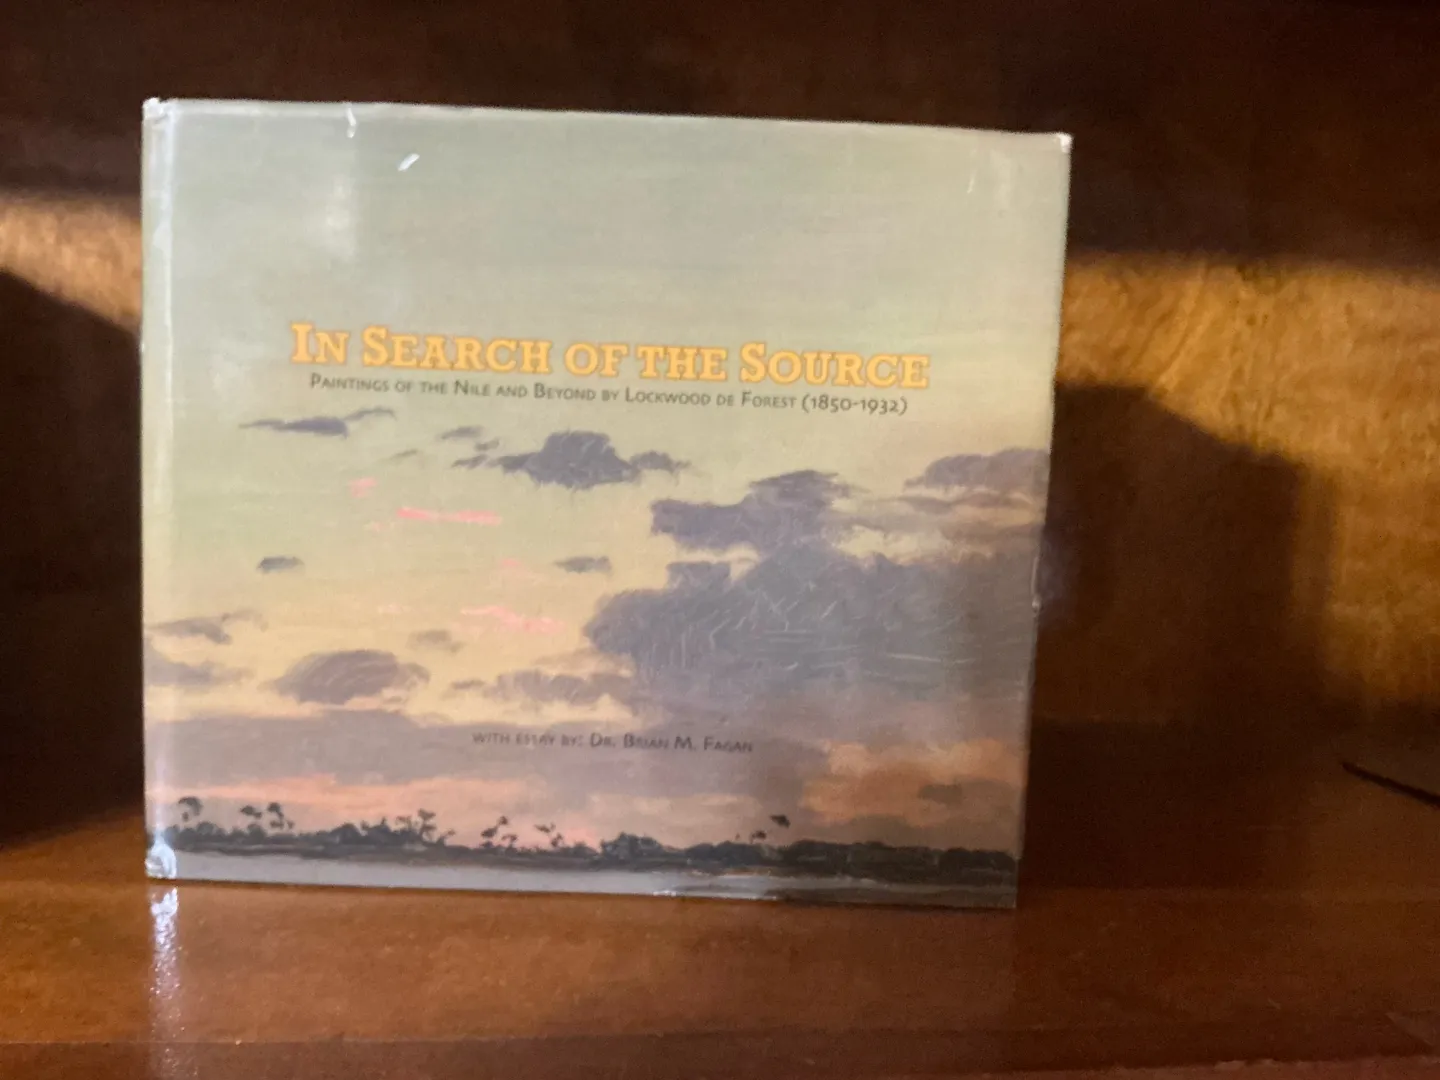 In Search of the Source
Paintings of the Nile and Beyond by Lockwood de Forest (1850-1932)
with essay by: Dr. Brian M. Fagan